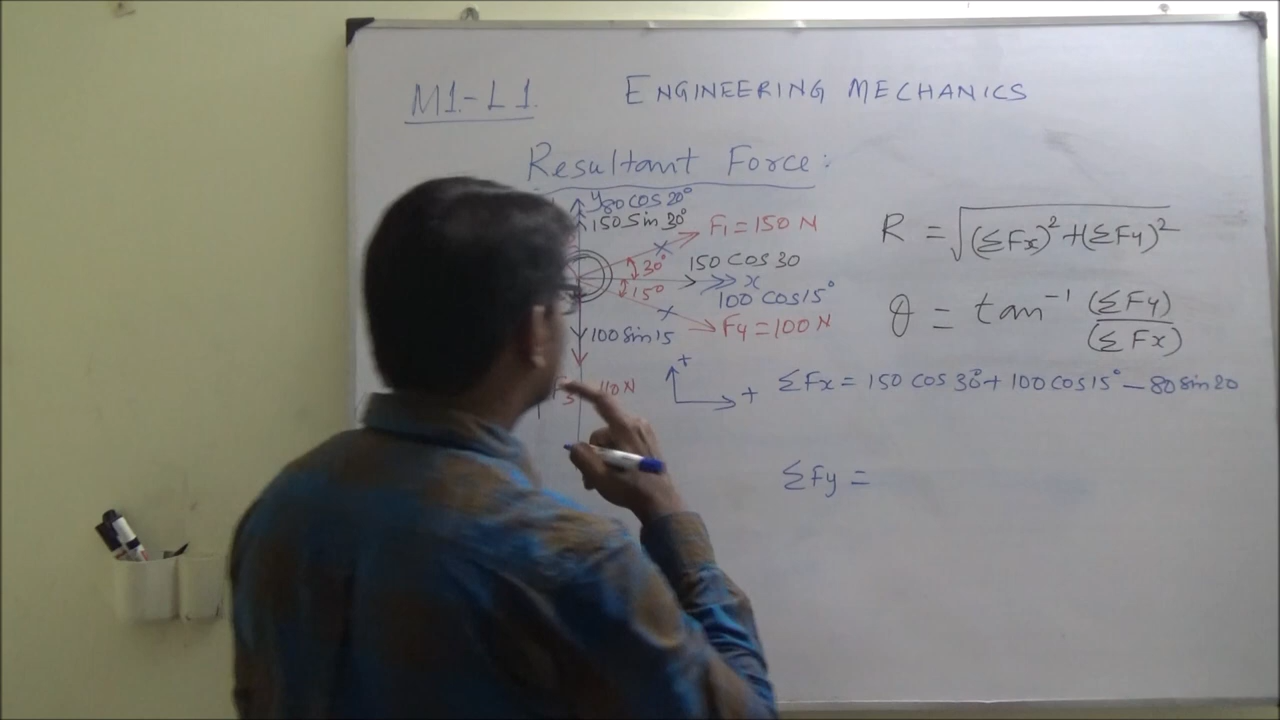 M1-L1. ENGINEERING MECHANICS
Resultant Force:
y 80 cos 20°
150 Sin 30°
F₁ = 150 N
30°
150 cos 30
x
15°
100 cos 15°
F4 = 100 N
100 Sin 15
F₃ 110 N
+
+
R = √(ΣFx)² + (ΣFy)²
θ = tan⁻¹ (ΣFy)
(ΣFx)
ΣFx = 150 cos 30° + 100 cos 15° - 80 sin 20
ΣFy =